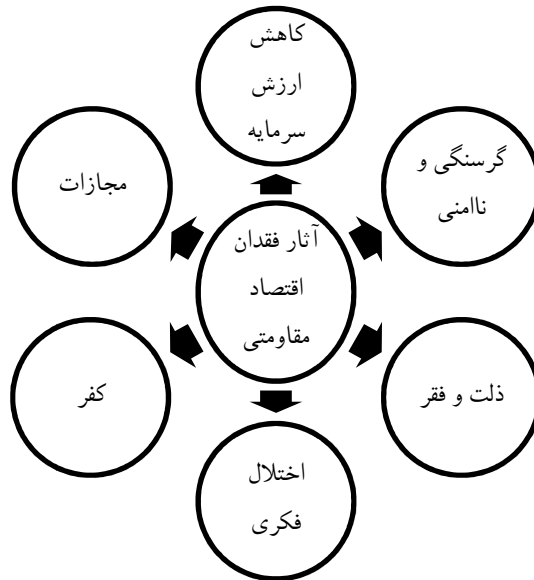 کاهش
ارزش
سرمایه
گرسنگی و
ناامنی
مجازات
آثار فقدان
اقتصاد
مقاومتی
ذلت و فقر
کفر
اختلال
فکری